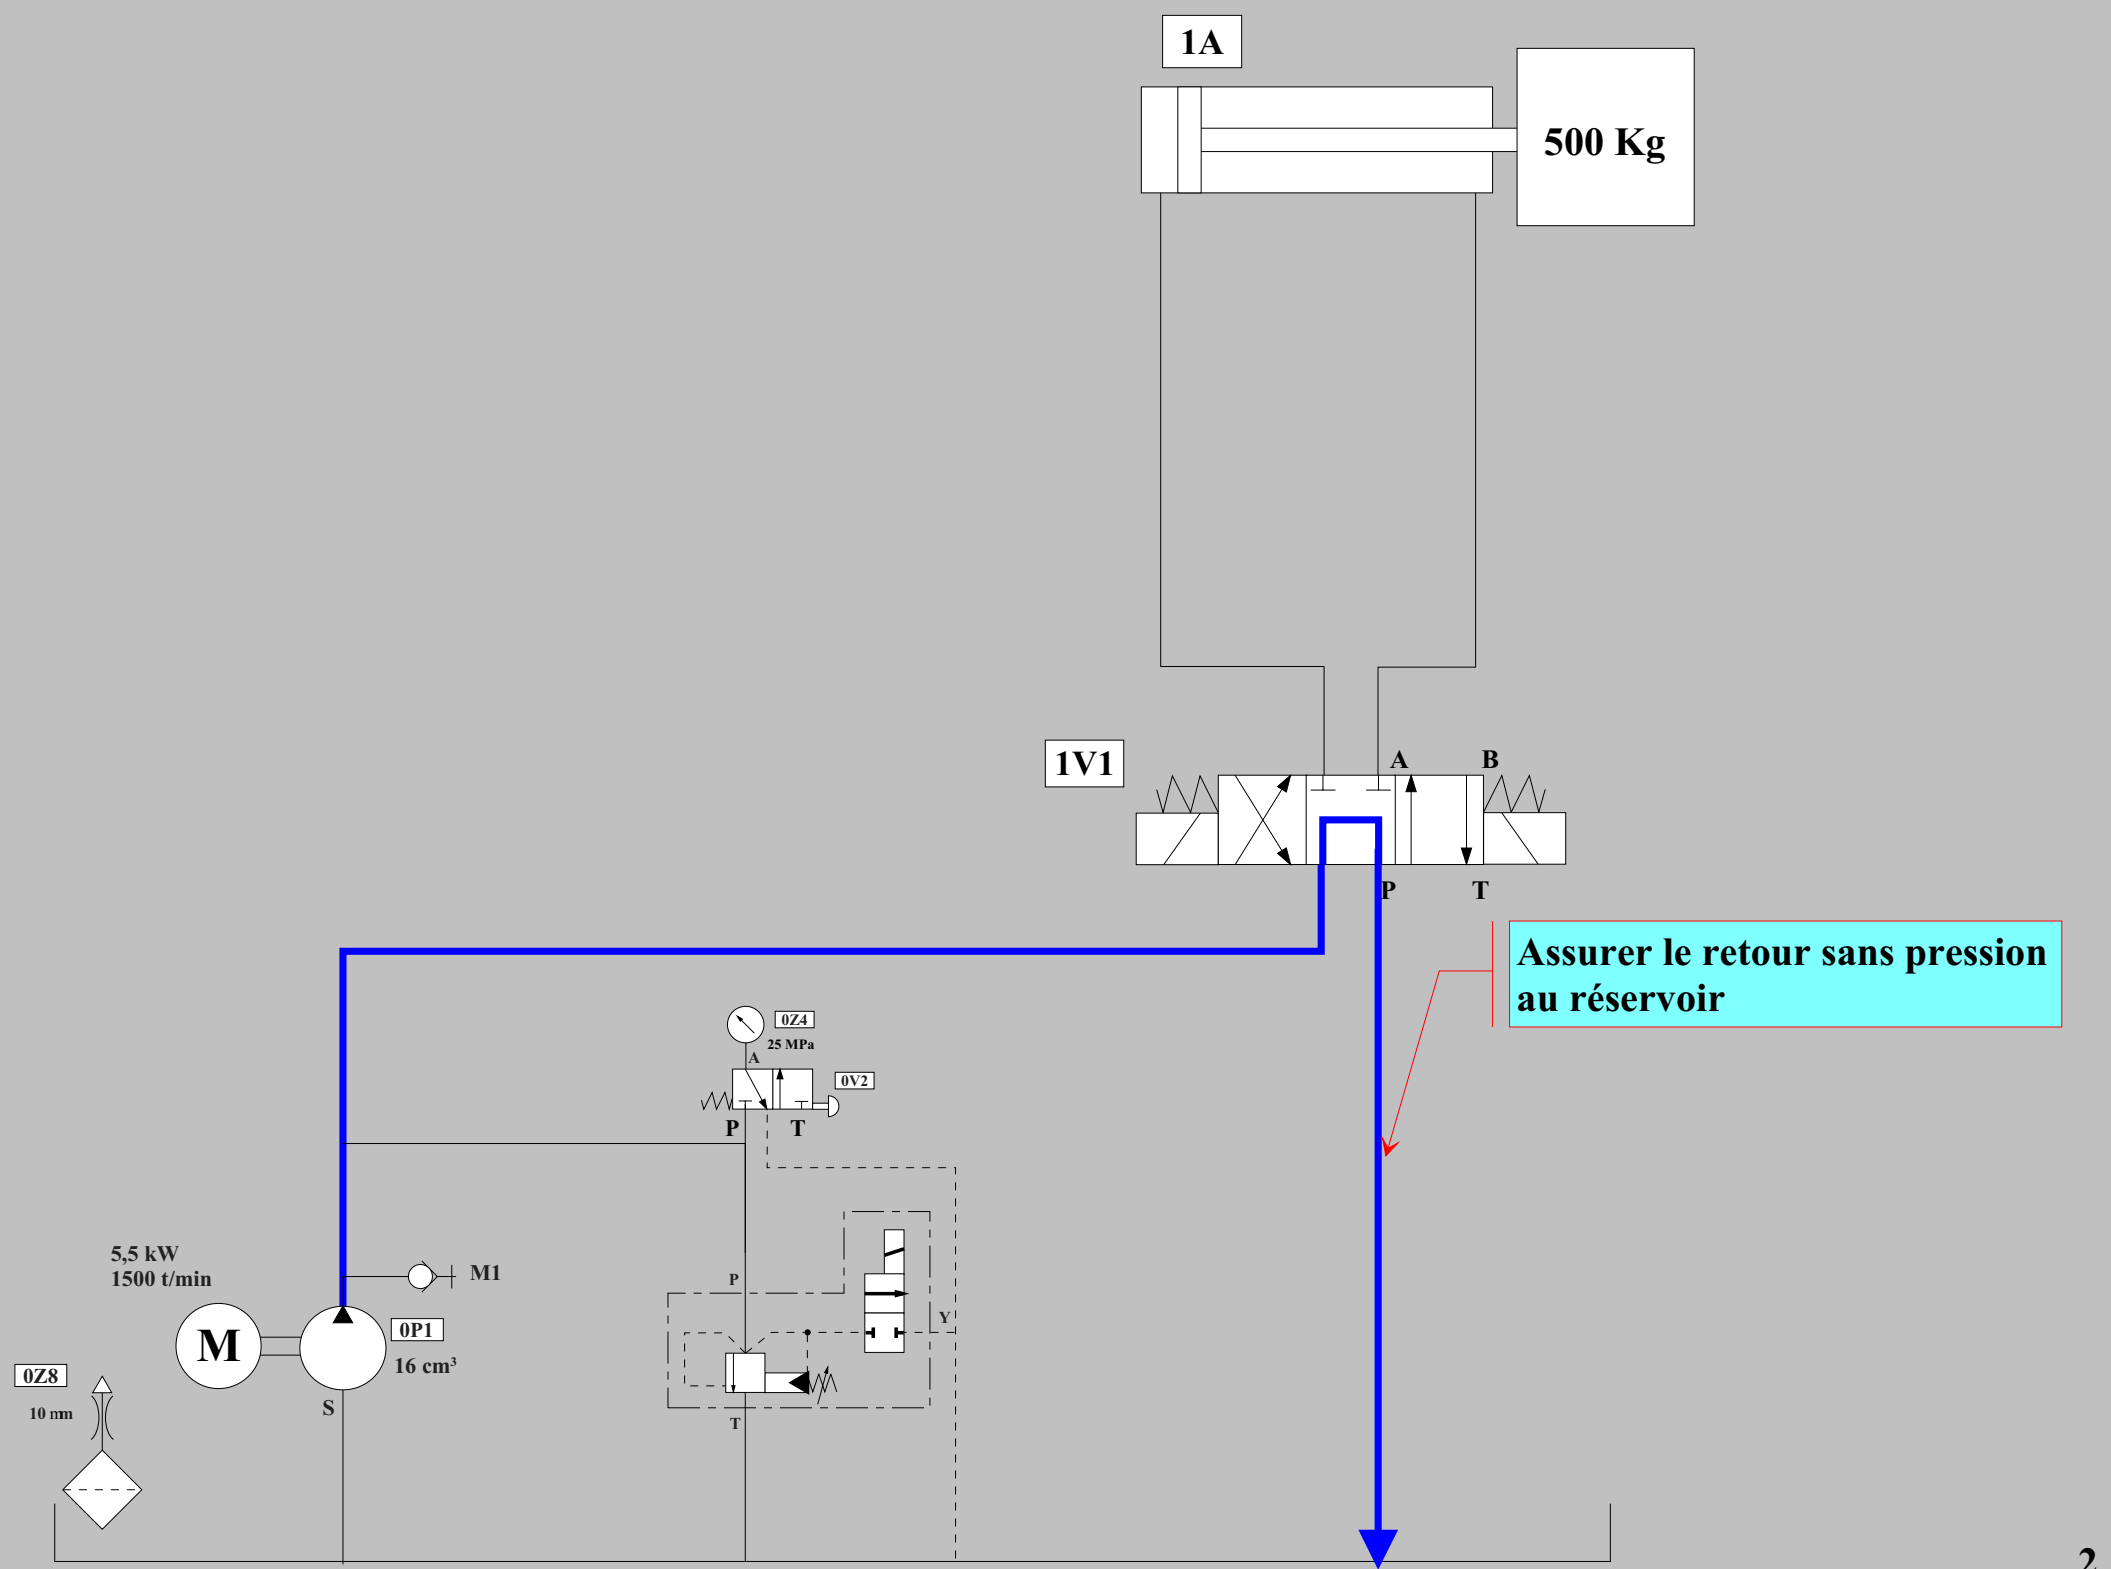 1A
500 Kg
1V1
A
B
P
T
Assurer le retour sans pression
au réservoir
0Z4
25 MPa
A
0V2
P
T
5,5 kW
1500 t/min
M1
P
Y
M
0P1
16 cm³
0Z8
10 mm
S
T
2